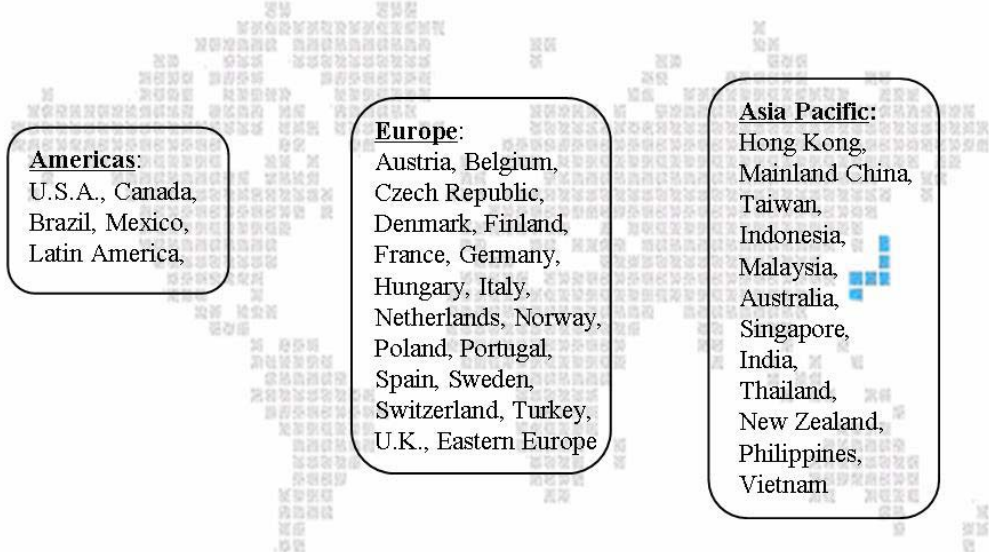 Americas:
U.S.A., Canada,
Brazil, Mexico,
Latin America,
Europe:
Austria, Belgium,
Czech Republic,
Denmark, Finland,
France, Germany,
Hungary, Italy,
Netherlands, Norway,
Poland, Portugal,
Spain, Sweden,
Switzerland, Turkey,
U.K., Eastern Europe
Asia Pacific:
Hong Kong,
Mainland China,
Taiwan,
Indonesia,
Malaysia,
Australia,
Singapore,
India,
Thailand,
New Zealand,
Philippines,
Vietnam